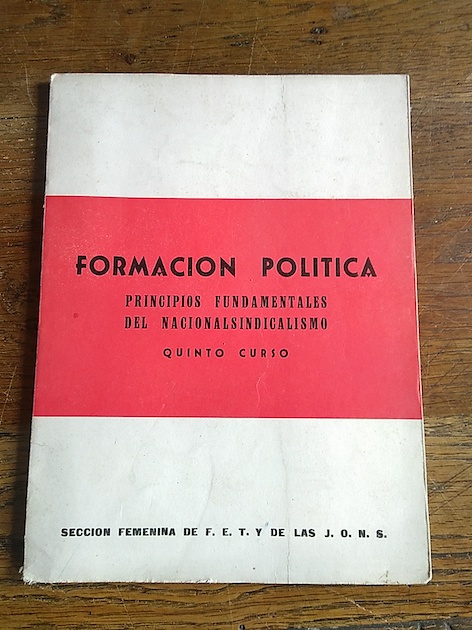 FORMACION POLITICA
PRINCIPIOS FUNDAMENTALES
DEL NACIONALSINDICALISMO
QUINTO CURSO
SECCION FEMENINA DE F. E. T. Y DE LAS J. O. N. S.